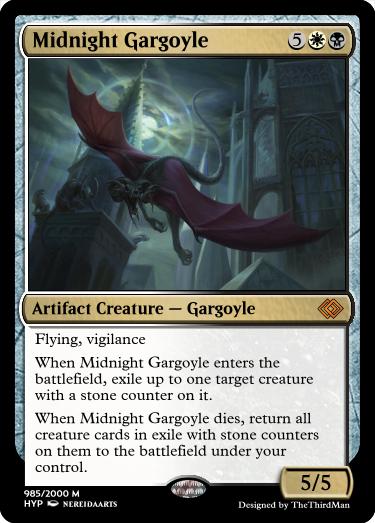 Midnight Gargoyle 5
Artifact Creature — Gargoyle
Flying, vigilance
When Midnight Gargoyle enters the
battlefield, exile up to one target creature
with a stone counter on it.
When Midnight Gargoyle dies, return all
creature cards in exile with stone counters
on them to the battlefield under your
control.
5/5
985/2000 M
HYP NEREIDAARTS
Designed by TheThirdMan